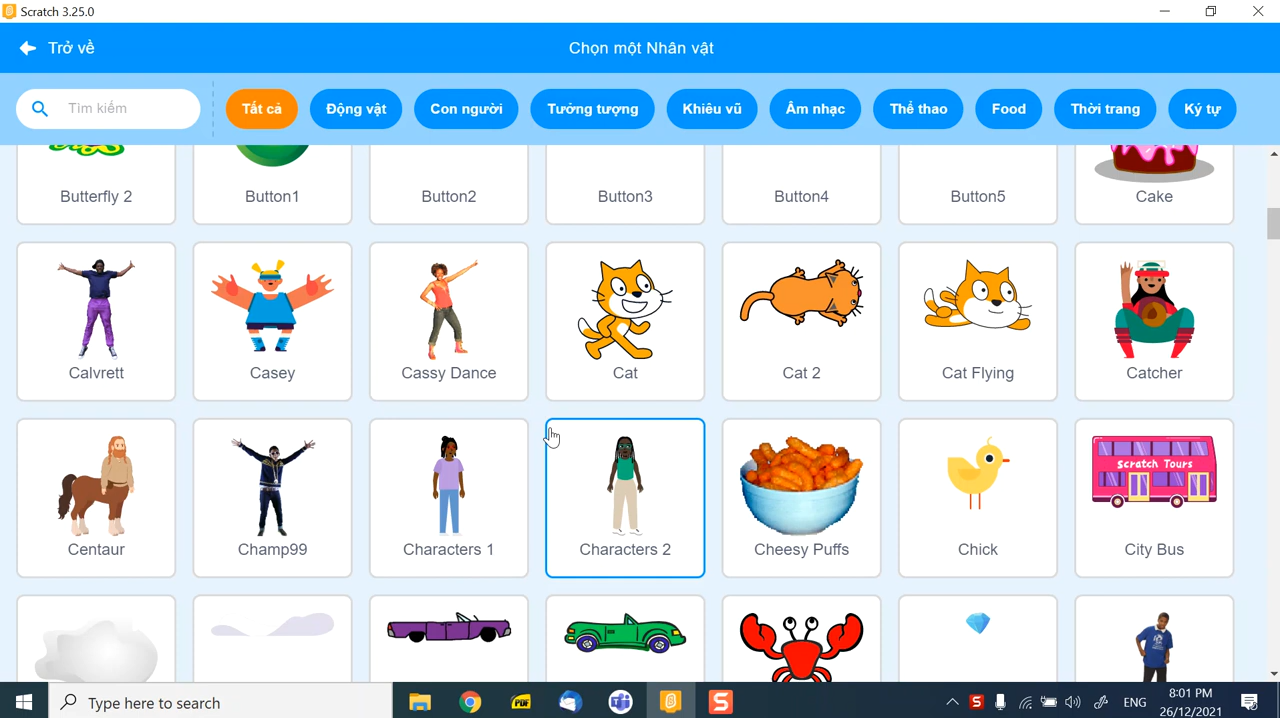 Scratch 3.25.0
Trở về
Chọn một Nhân vật
Tìm kiếm
Tất cả
Động vật
Con người
Tưởng tượng
Khiêu vũ
Âm nhạc
Thể thao
Food
Thời trang
Ký tự
Butterfly 2
Button1
Button2
Button3
Button4
Button5
Cake
Calvrett
Casey
Cassy Dance
Cat
Cat 2
Cat Flying
Catcher
Scratch Tours
Centaur
Champ99
Characters 1
Characters 2
Cheesy Puffs
Chick
City Bus
Type here to search
PDF
ENG
8:01 PM
26/12/2021